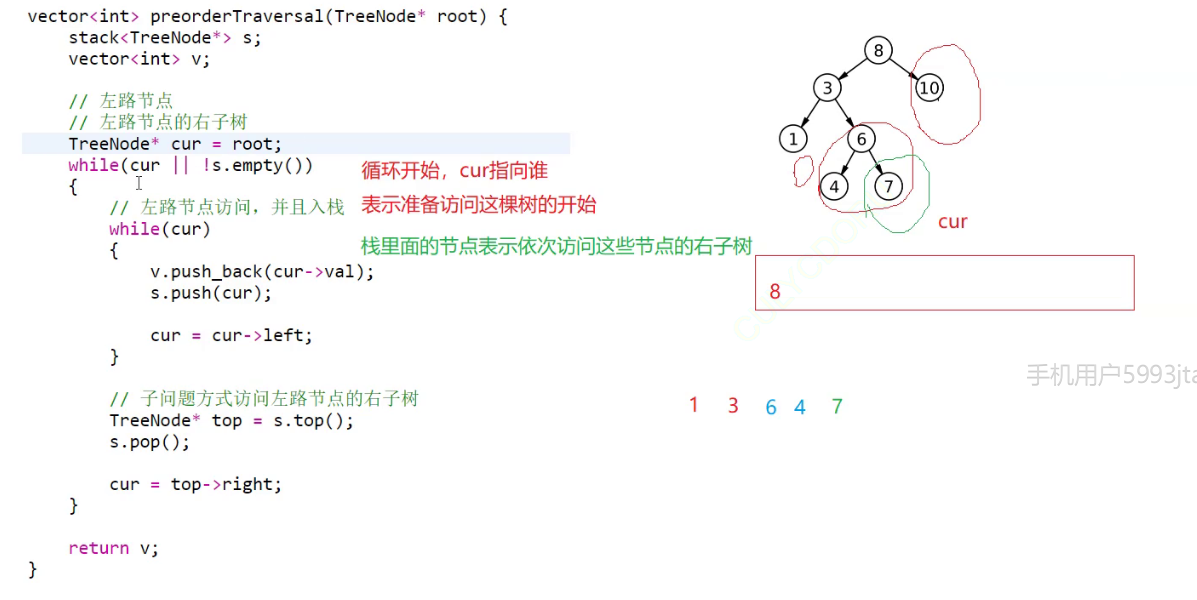 vector<int> preorderTraversal(TreeNode* root) {
stack<TreeNode*> s;
vector<int> v;
// 左路节点
// 左路节点的右子树
TreeNode* cur = root;
while(cur || !s.empty())
{
// 左路节点访问，并且入栈
while(cur)
{
v.push_back(cur->val);
s.push(cur);
cur = cur->left;
}
// 子问题方式访问左路节点的右子树
TreeNode* top = s.top();
s.pop();
cur = top->right;
}
return v;
}
循环开始，cur指向谁
表示准备访问这棵树的开始
栈里面的节点表示依次访问这些节点的右子树
8
3 10
1 6
4 7
cur
8
手机用户5993jta
1 3 6 4 7